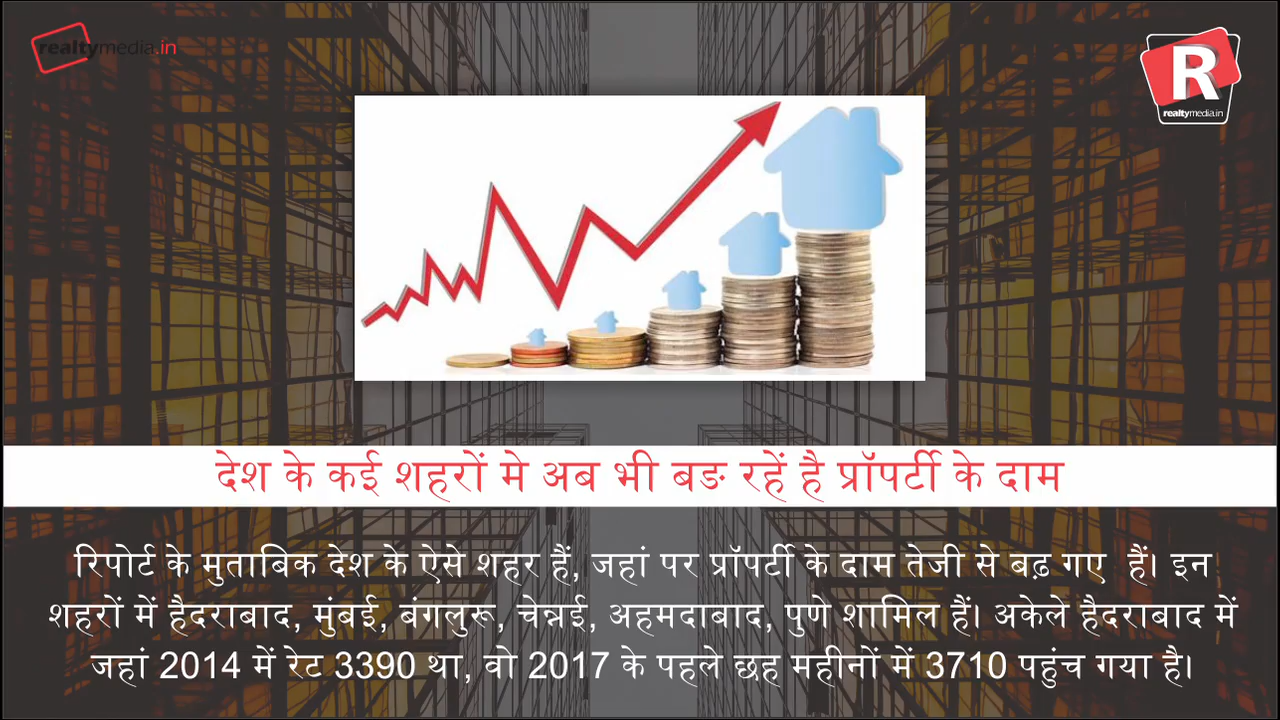 realtymedia.in
R
realtymedia.in
देश के कई शहरों मे अब भी बङ रहें है प्रॉपर्टी के दाम
रिपोर्ट के मुताबिक देश के ऐसे शहर हैं, जहां पर प्रॉपर्टी के दाम तेजी से बढ़ गए हैं। इन
शहरों में हैदराबाद, मुंबई, बंगलुरू, चेन्नई, अहमदाबाद, पुणे शामिल हैं। अकेले हैदराबाद में
जहां 2014 में रेट 3390 था, वो 2017 के पहले छह महीनों में 3710 पहुंच गया है।